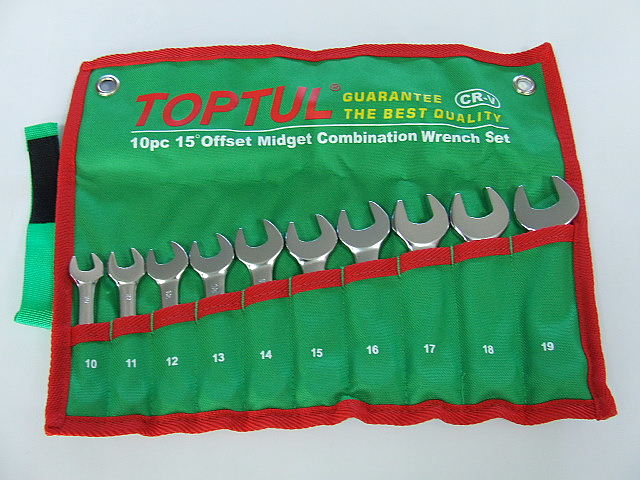 TOPTUL®
GUARANTEE CR-V
THE BEST QUALITY
10pc 15°Offset Midget Combination Wrench Set
10 11 12 13 14 15 16 17 18 19